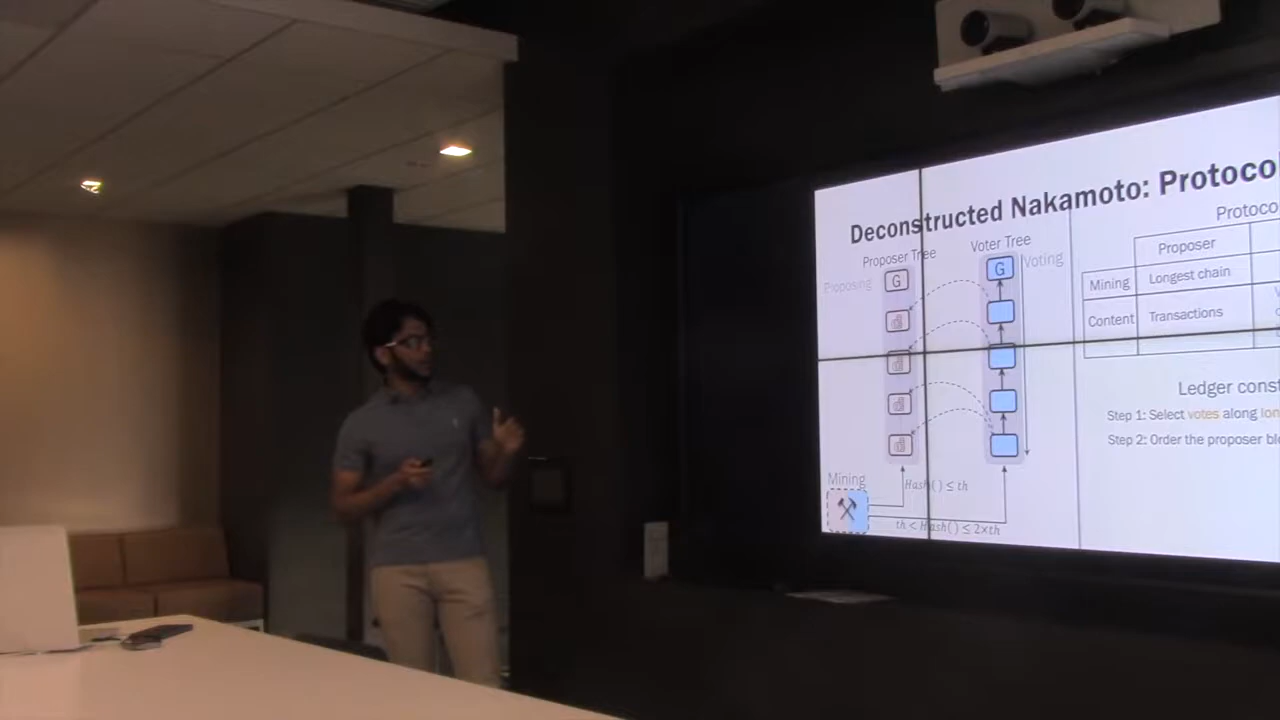 Deconstructed Nakamoto: Protoco
Proposer Tree
Voter Tree
Proposing
Voting
G
G
Mining
Hash( ) ≤ th
th < Hash( ) ≤ 2×th
Protoco
Proposer
Mining
Longest chain
Content
Transactions
Ledger const
Step 1: Select votes along lon
Step 2: Order the proposer blo